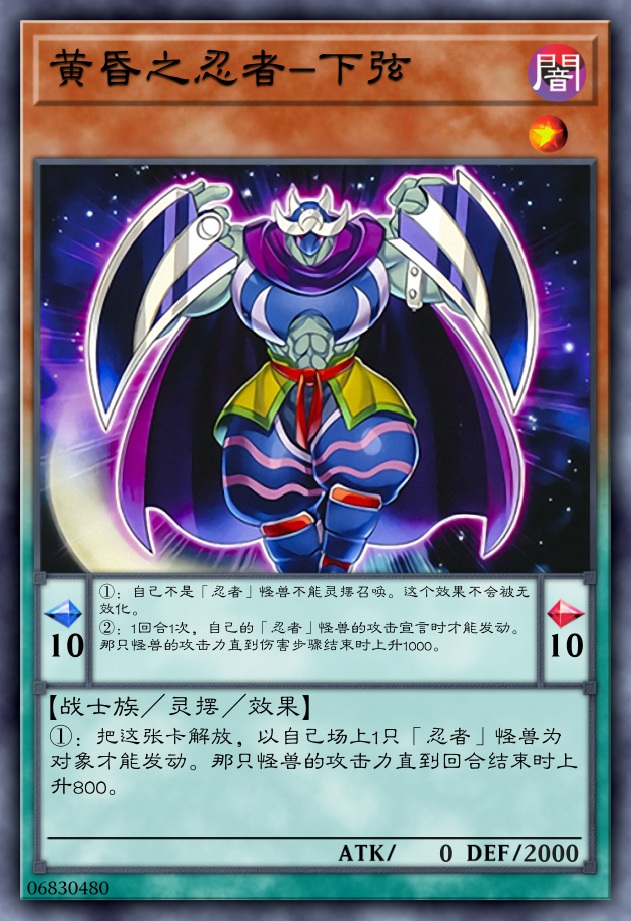 黄昏之忍者-下弦
闇
①：自己不是「忍者」怪兽不能灵摆召唤。这个效果不会被无
效化。
②：1回合1次，自己的「忍者」怪兽的攻击宣言时才能发动。
那只怪兽的攻击力直到伤害步骤结束时上升1000。
10
10
【战士族／灵摆／效果】
①：把这张卡解放，以自己场上1只「忍者」怪兽为
对象才能发动。那只怪兽的攻击力直到回合结束时上
升800。
ATK/ 0 DEF/2000
06830480